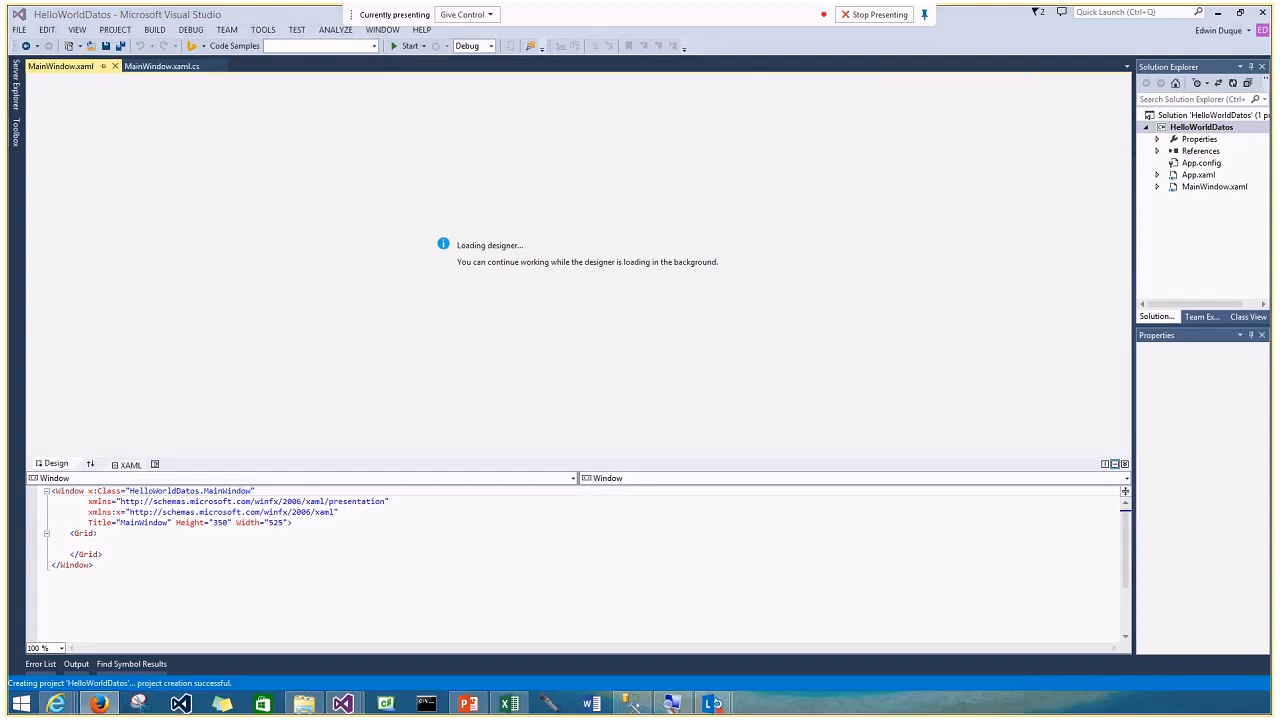 HelloWorldDatos - Microsoft Visual Studio
Currently presenting
Give Control
Stop Presenting
2
Quick Launch (Ctrl+Q)
FILE EDIT VIEW PROJECT BUILD DEBUG TEAM TOOLS TEST ANALYZE WINDOW HELP
Edwin Duque
ED
Code Samples
Start
Debug
MainWindow.xaml
MainWindow.xaml.cs
Server Explorer
Toolbox
Loading designer...
You can continue working while the designer is loading in the background.
Solution Explorer
Search Solution Explorer (Ctrl+
Solution 'HelloWorldDatos' (1 p
HelloWorldDatos
Properties
References
App.config
App.xaml
MainWindow.xaml
Solution... Team Ex... Class View
Properties
Design
XAML
Window
Window
<Window x:Class="HelloWorldDatos.MainWindow"
xmlns="http://schemas.microsoft.com/winfx/2006/xaml/presentation"
xmlns:x="http://schemas.microsoft.com/winfx/2006/xaml"
Title="MainWindow" Height="350" Width="525">
<Grid>
</Grid>
</Window>
100 %
Error List Output Find Symbol Results
Creating project 'HelloWorldDatos'... project creation successful.